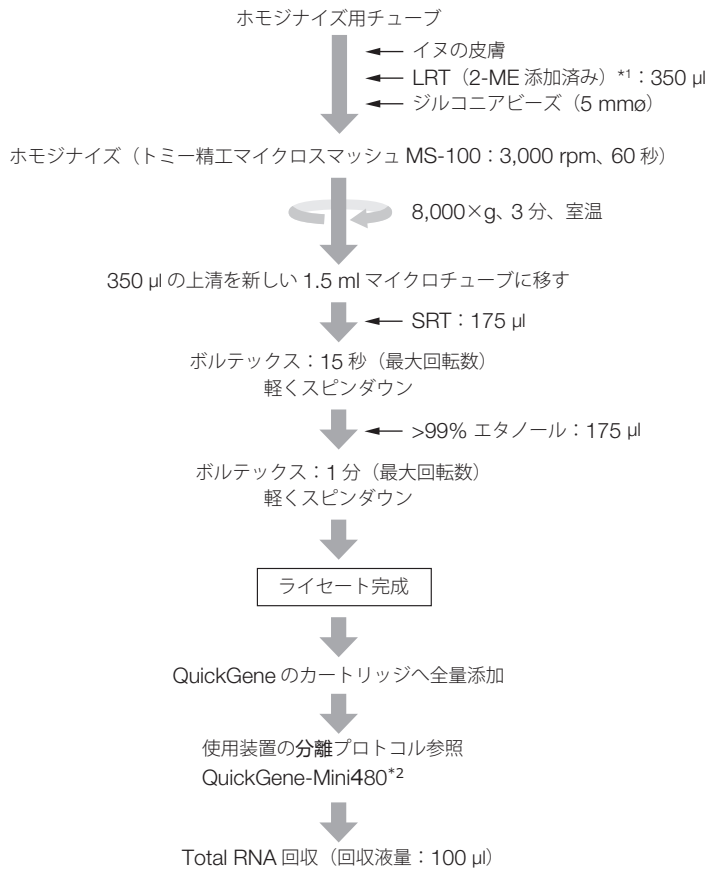 ホモジナイズ用チューブ
イヌの皮膚
LRT（2-ME 添加済み）*1：350 µl
ジルコニアビーズ（5 mmø）
ホモジナイズ（トミー精工マイクロスマッシュ MS-100：3,000 rpm、60 秒）
8,000×g、3 分、室温
350 µl の上清を新しい 1.5 ml マイクロチューブに移す
SRT：175 µl
ボルテックス：15 秒（最大回転数）
軽くスピンダウン
>99% エタノール：175 µl
ボルテックス：1 分（最大回転数）
軽くスピンダウン
ライセート完成
QuickGene のカートリッジへ全量添加
使用装置の分離プロトコル参照
QuickGene-Mini480*2
Total RNA 回収（回収液量：100 µl）